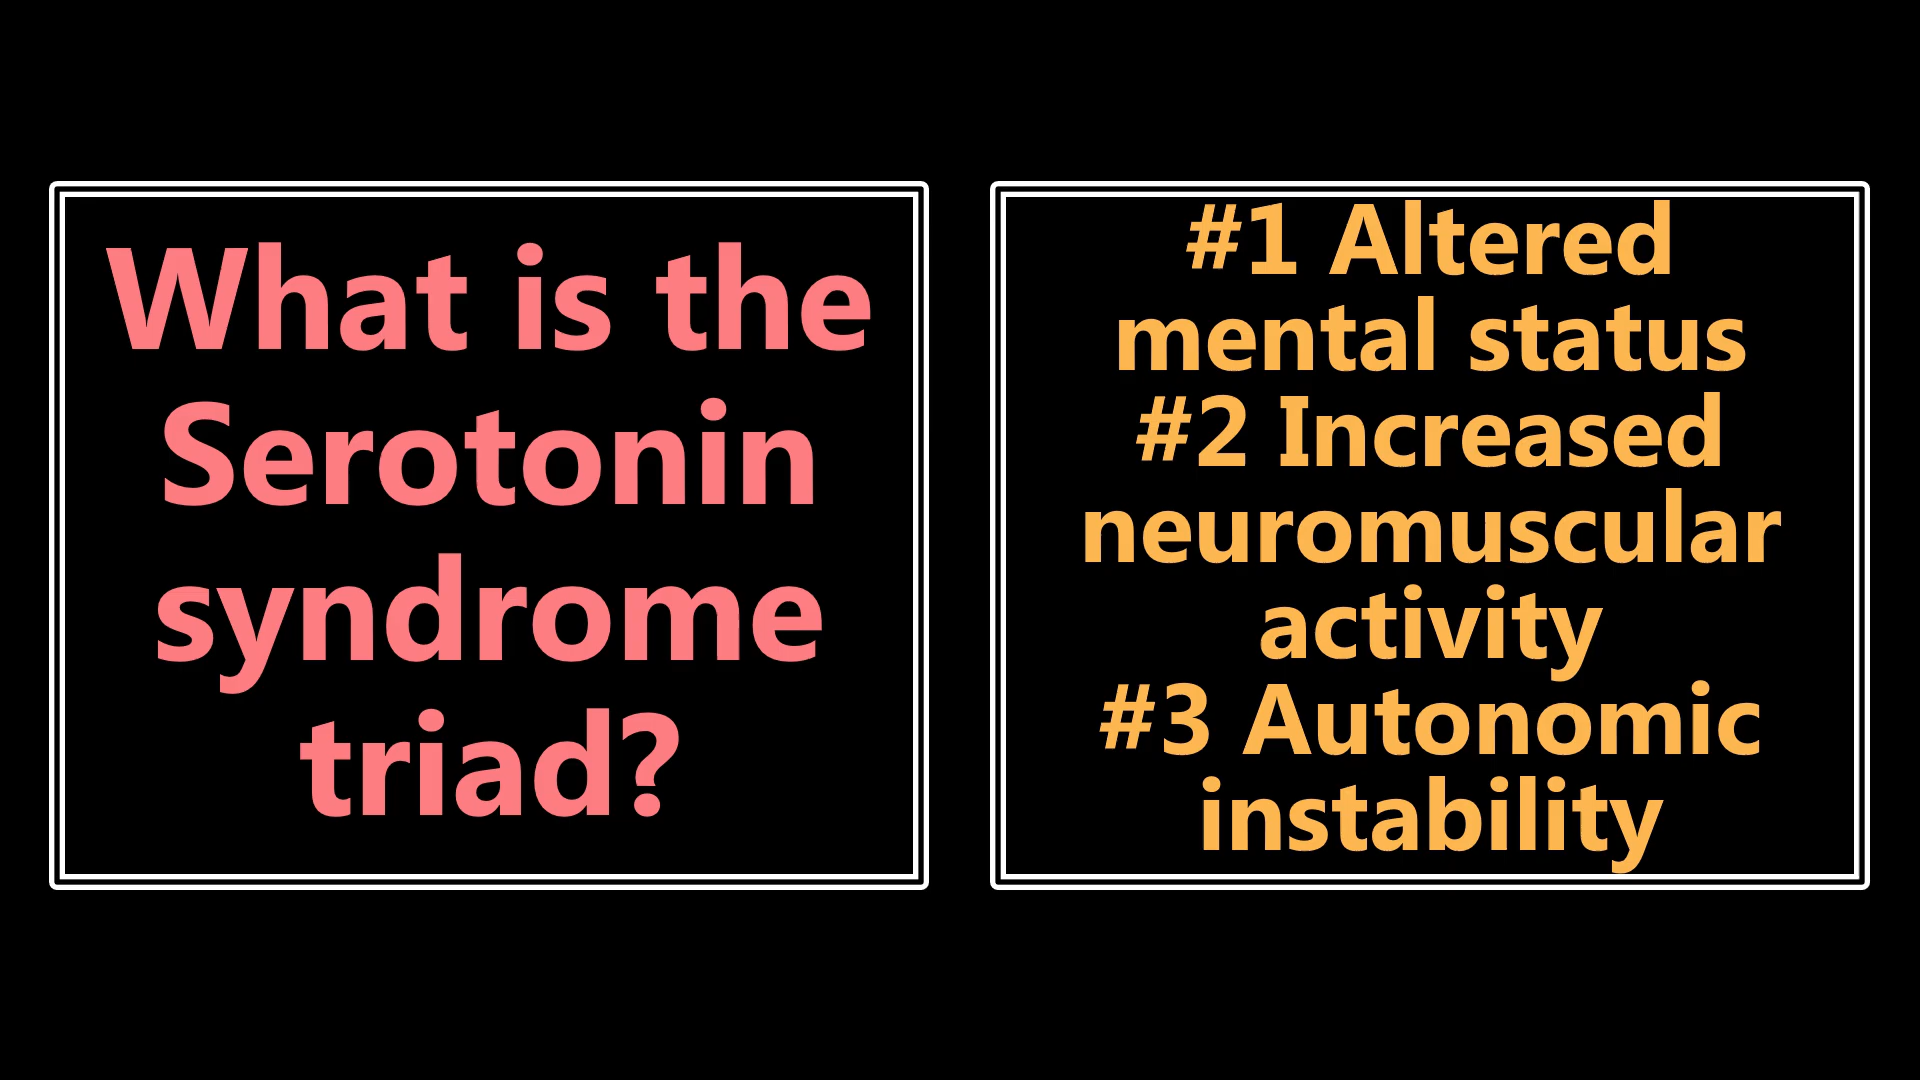 What is the
Serotonin
syndrome
triad?
#1 Altered
mental status
#2 Increased
neuromuscular
activity
#3 Autonomic
instability